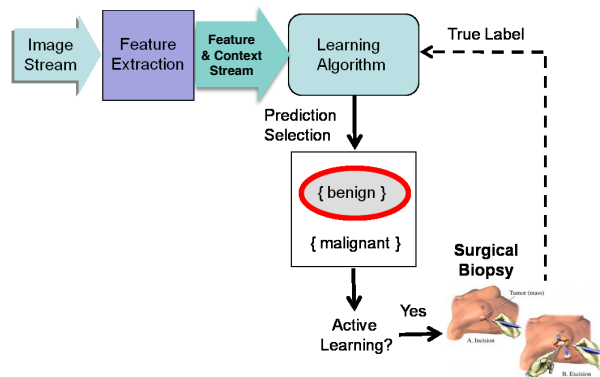 Image
Stream
Feature
Extraction
Feature
& Context
Stream
Learning
Algorithm
True Label
Prediction
Selection
{ benign }
{ malignant }
Active
Learning?
Yes
Surgical
Biopsy
Tumor (mass)
A. Incision
B. Excision